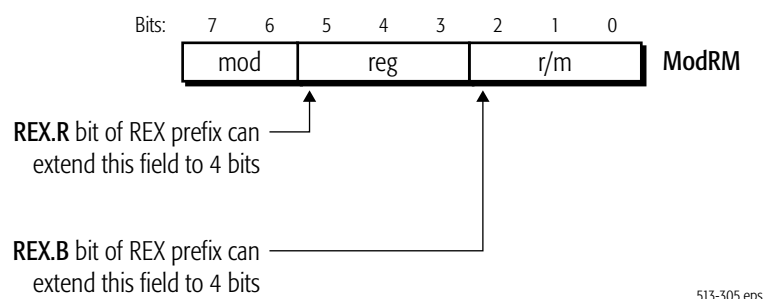 Bits: 7 6 5 4 3 2 1 0
mod reg r/m ModRM
REX.R bit of REX prefix can
extend this field to 4 bits
REX.B bit of REX prefix can
extend this field to 4 bits
513-305.eps